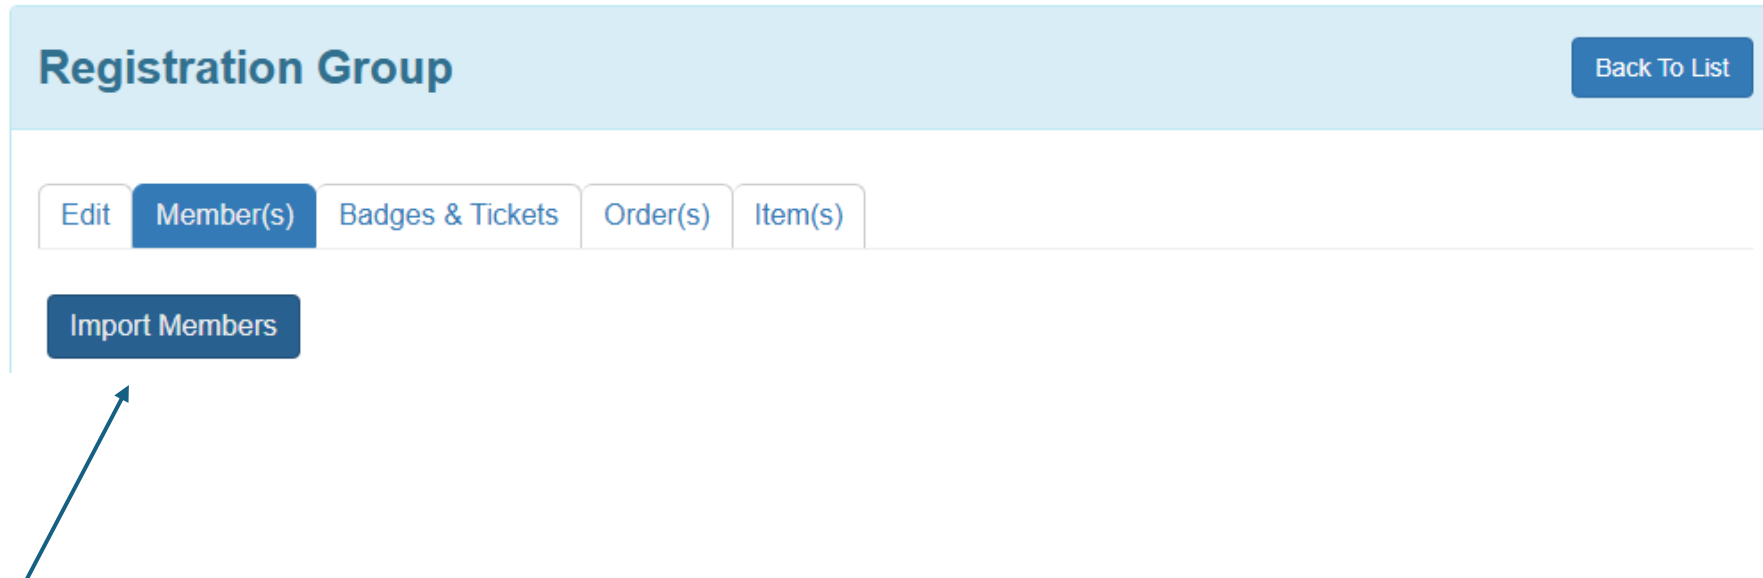 Registration Group
Back To List
Edit
Member(s)
Badges & Tickets
Order(s)
Item(s)
Import Members